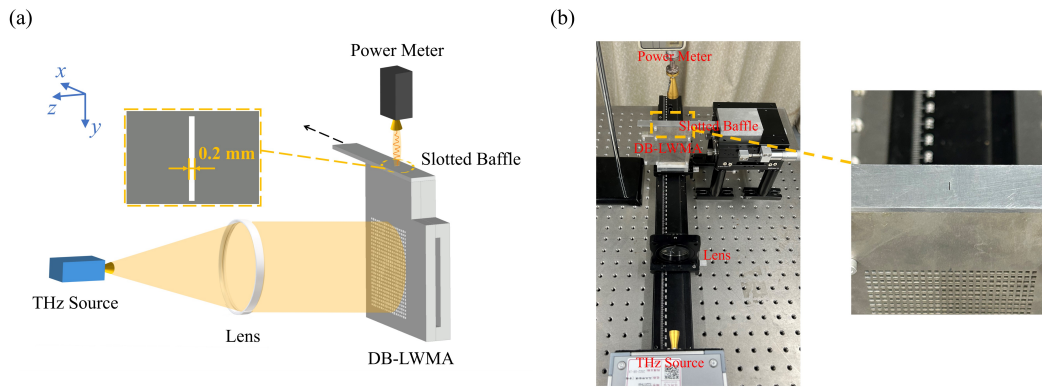 (a)
Power Meter
x
z
y
0.2 mm
Slotted Baffle
THz Source
Lens
DB-LWMA
(b)
Power Meter
Slotted Baffle
DB-LWMA
Lens
THz Source